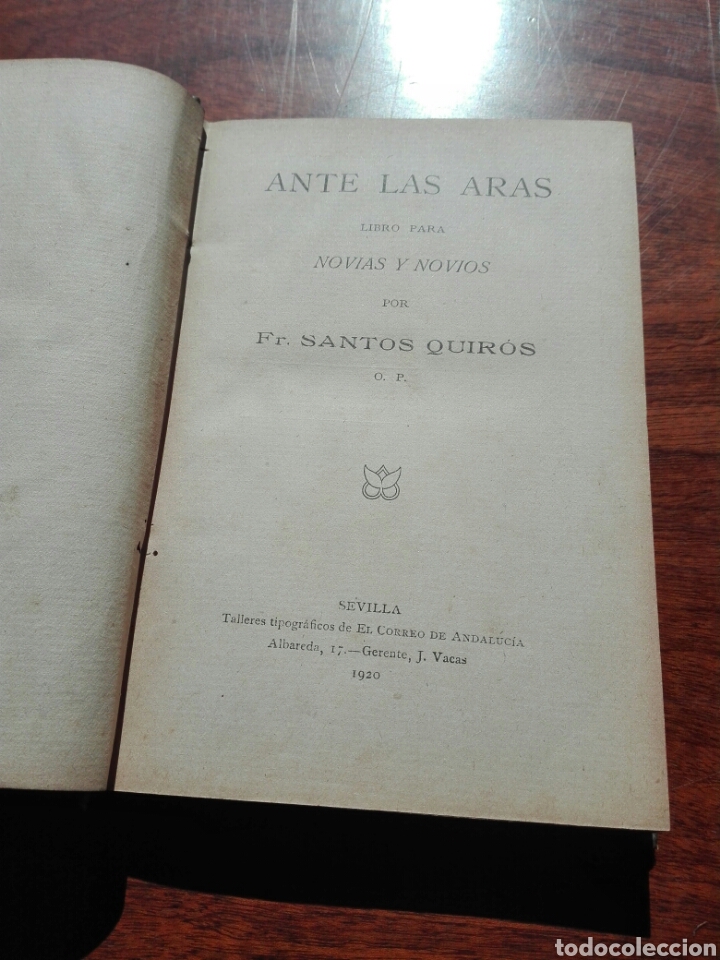 ANTE LAS ARAS
LIBRO PARA
NOVIAS Y NOVIOS
POR
Fr. SANTOS QUIRÓS
O. P.
SEVILLA
Talleres tipográficos de EL CORREO DE ANDALUCÍA
Albareda, 17.—Gerente, J. Vacas
1920
todocoleccion